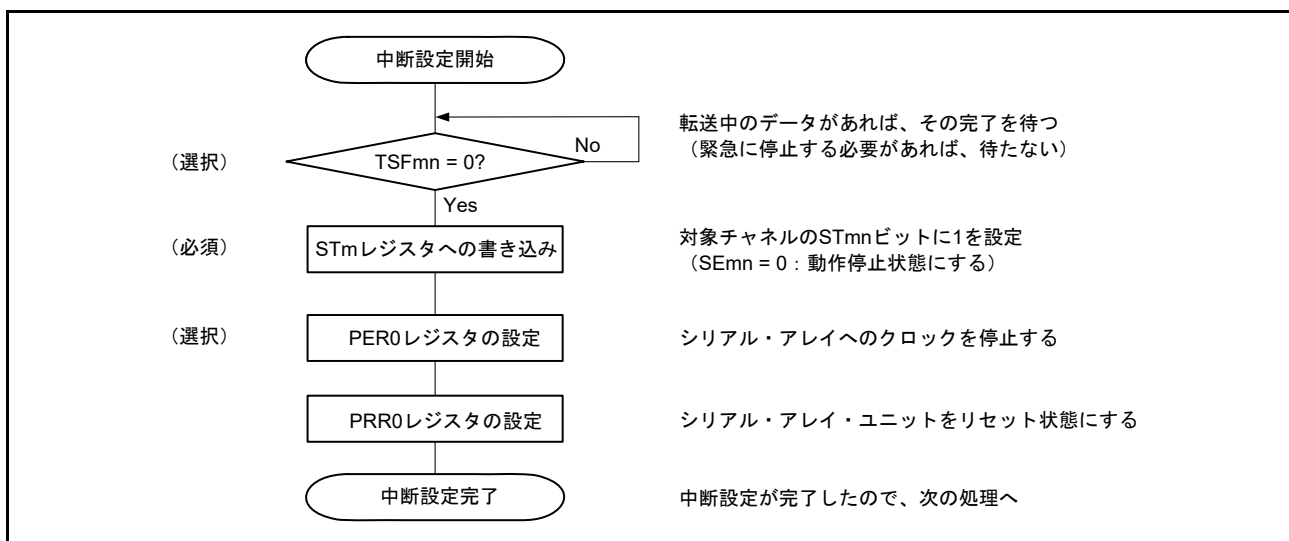 中断設定開始
転送中のデータがあれば、その完了を待つ
（緊急に停止する必要があれば、待たない）
（選択）
TSFmn = 0?
No
Yes
（必須）
STmレジスタへの書き込み
対象チャネルのSTmnビットに1を設定
（SEmn = 0：動作停止状態にする）
（選択）
PER0レジスタの設定
シリアル・アレイへのクロックを停止する
PRR0レジスタの設定
シリアル・アレイ・ユニットをリセット状態にする
中断設定完了
中断設定が完了したので、次の処理へ